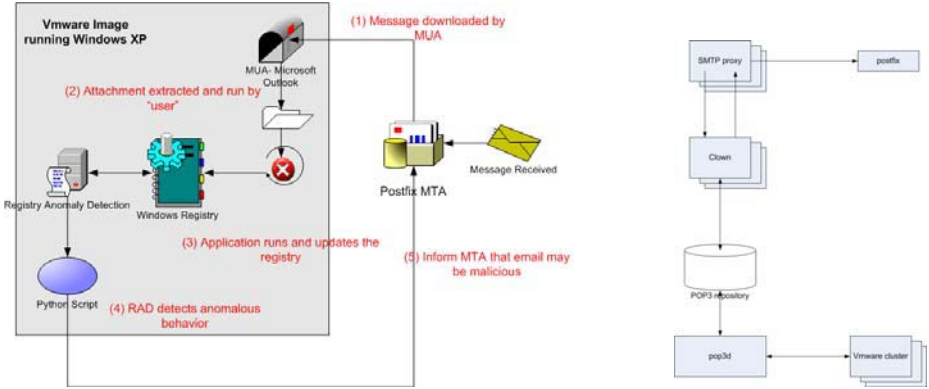 Vmware Image
running Windows XP
(1) Message downloaded by
MUA
MUA- Microsoft
Outlook
(2) Attachment extracted and run by
"user"
Registry Anomaly Detection
Windows Registry
Postfix MTA
Message Received
(3) Application runs and updates the
registry
(5) Inform MTA that email may
be malicious
Python Script
(4) RAD detects anomalous
behavior
SMTP proxy
postfix
Clown
POP3 repository
pop3d
Vmware cluster